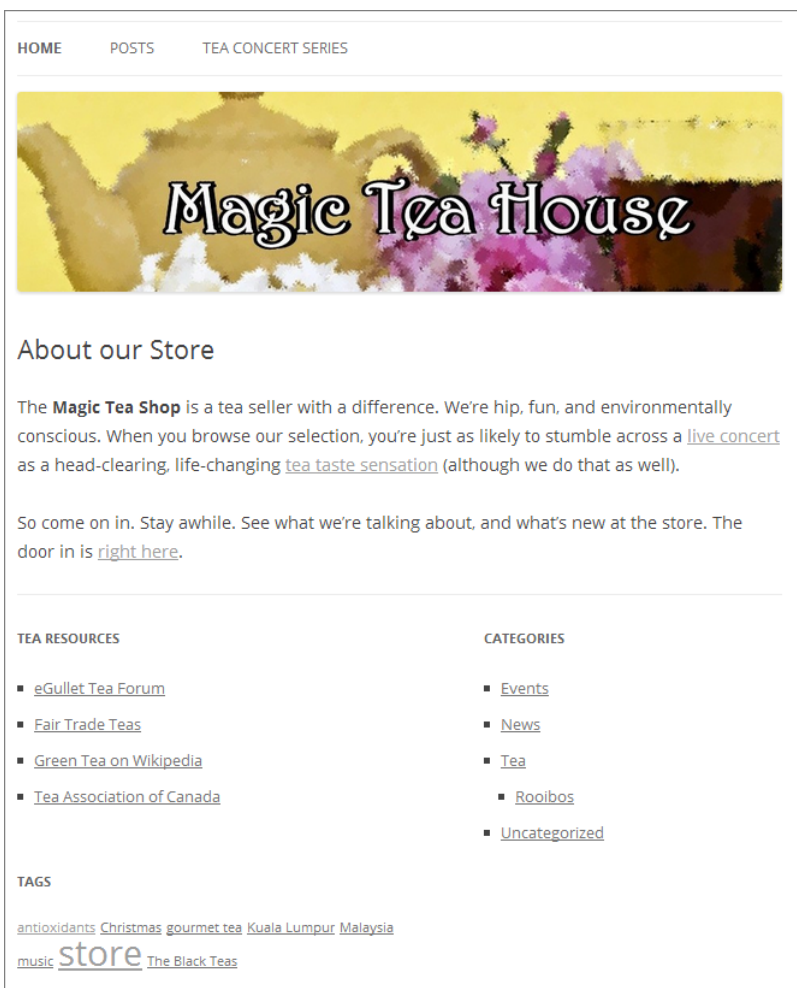 HOME POSTS TEA CONCERT SERIES
Magic Tea House
About our Store
The Magic Tea Shop is a tea seller with a difference. We're hip, fun, and environmentally
conscious. When you browse our selection, you're just as likely to stumble across a live concert
as a head-clearing, life-changing tea taste sensation (although we do that as well).
So come on in. Stay awhile. See what we're talking about, and what's new at the store. The
door in is right here.
TEA RESOURCES
eGullet Tea Forum
Fair Trade Teas
Green Tea on Wikipedia
Tea Association of Canada
CATEGORIES
Events
News
Tea
Rooibos
Uncategorized
TAGS
antioxidants Christmas gourmet tea Kuala Lumpur Malaysia
music store The Black Teas